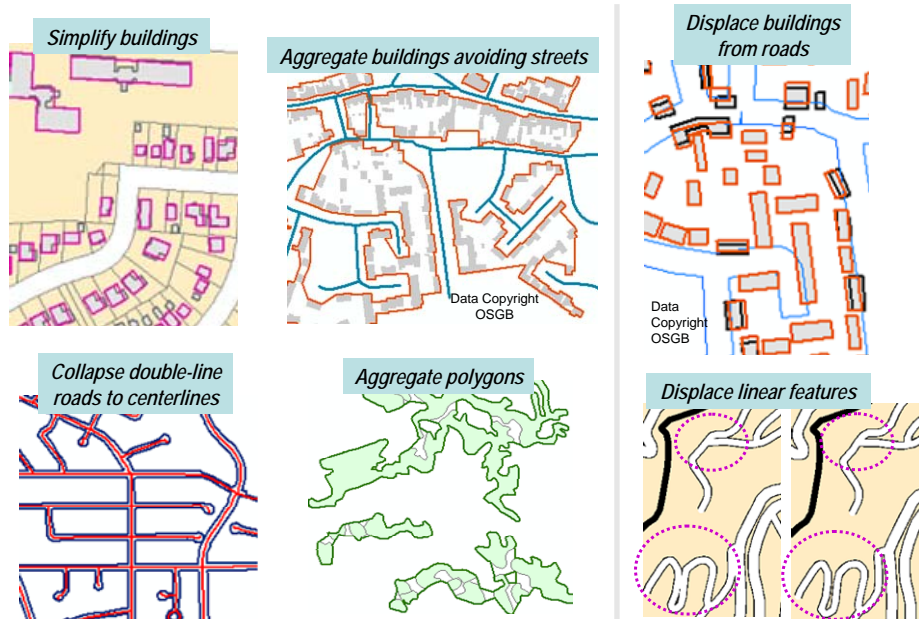 Simplify buildings
Aggregate buildings avoiding streets
Displace buildings
from roads
Data Copyright
OSGB
Data
Copyright
OSGB
Collapse double-line
roads to centerlines
Aggregate polygons
Displace linear features